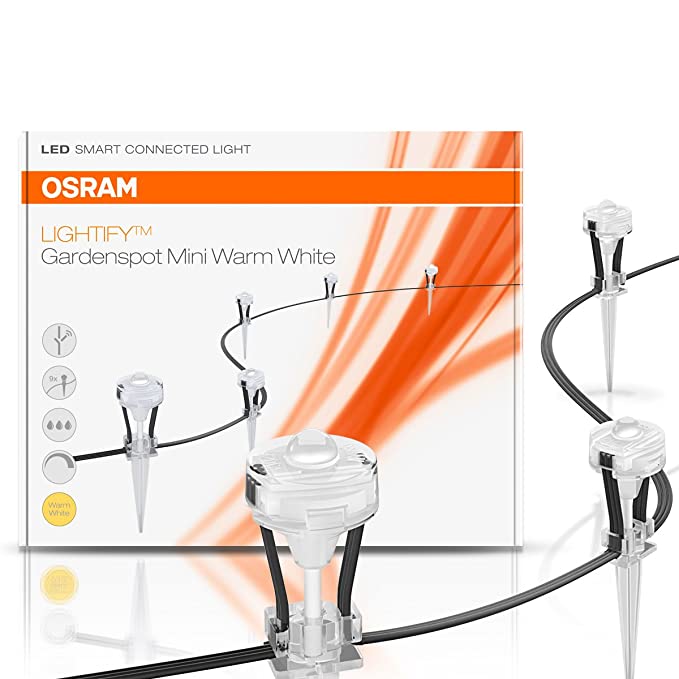 LED SMART CONNECTED LIGHT
OSRAM
LIGHTIFY™
Gardenspot Mini Warm White
9x
Warm
White